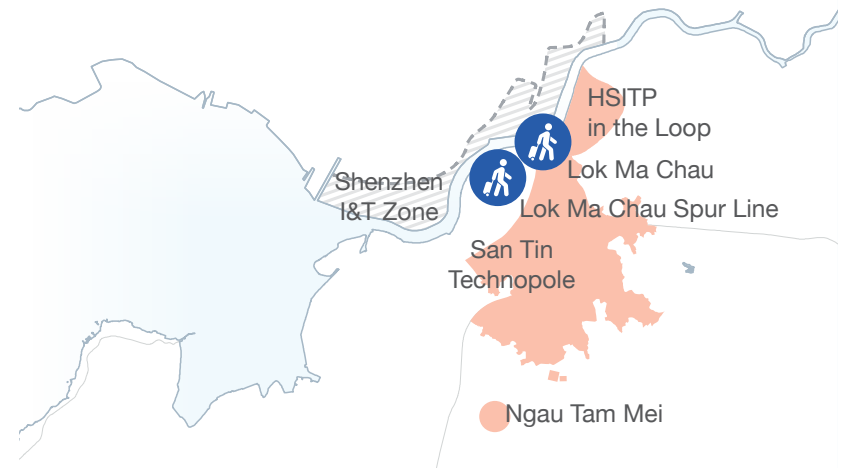 HSITP
in the Loop
Lok Ma Chau
Shenzhen
I&T Zone
Lok Ma Chau Spur Line
San Tin
Technopole
Ngau Tam Mei